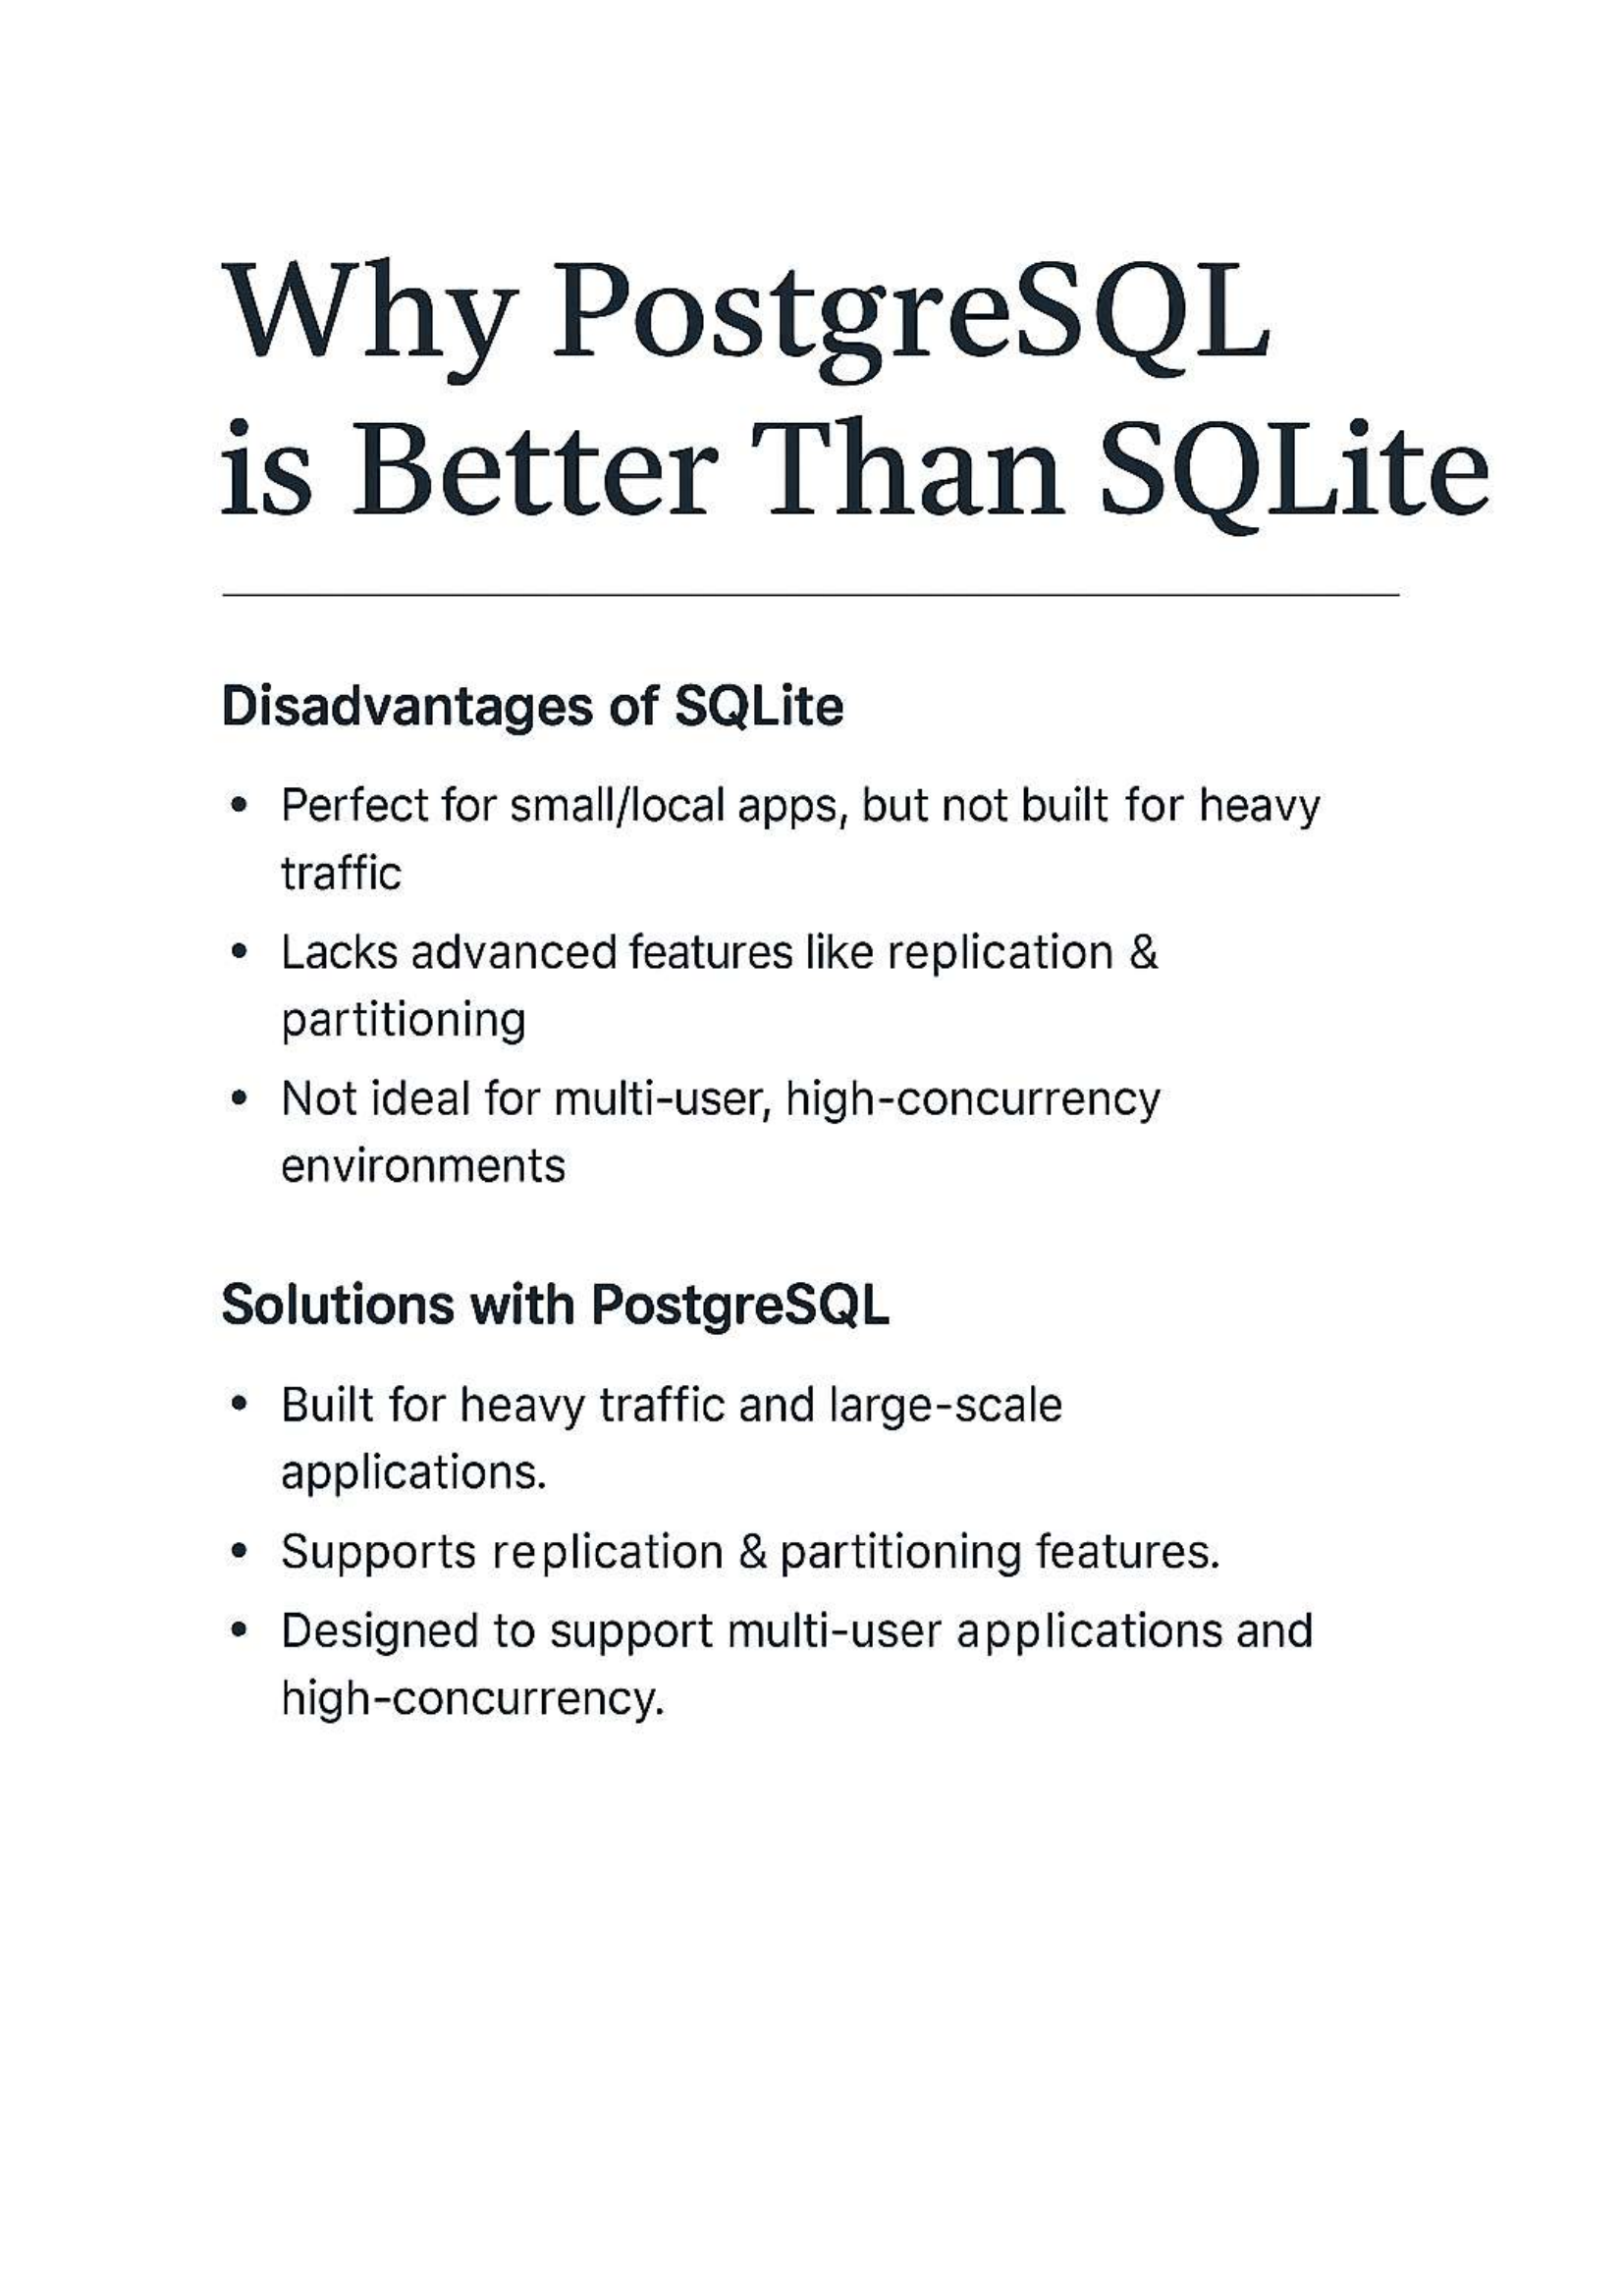 Why PostgreSQL
is Better Than SQLite
Disadvantages of SQLite
• Perfect for small/local apps, but not built for heavy
traffic
• Lacks advanced features like replication &
partitioning
• Not ideal for multi-user, high-concurrency
environments
Solutions with PostgreSQL
• Built for heavy traffic and large-scale
applications.
• Supports replication & partitioning features.
• Designed to support multi-user applications and
high-concurrency.